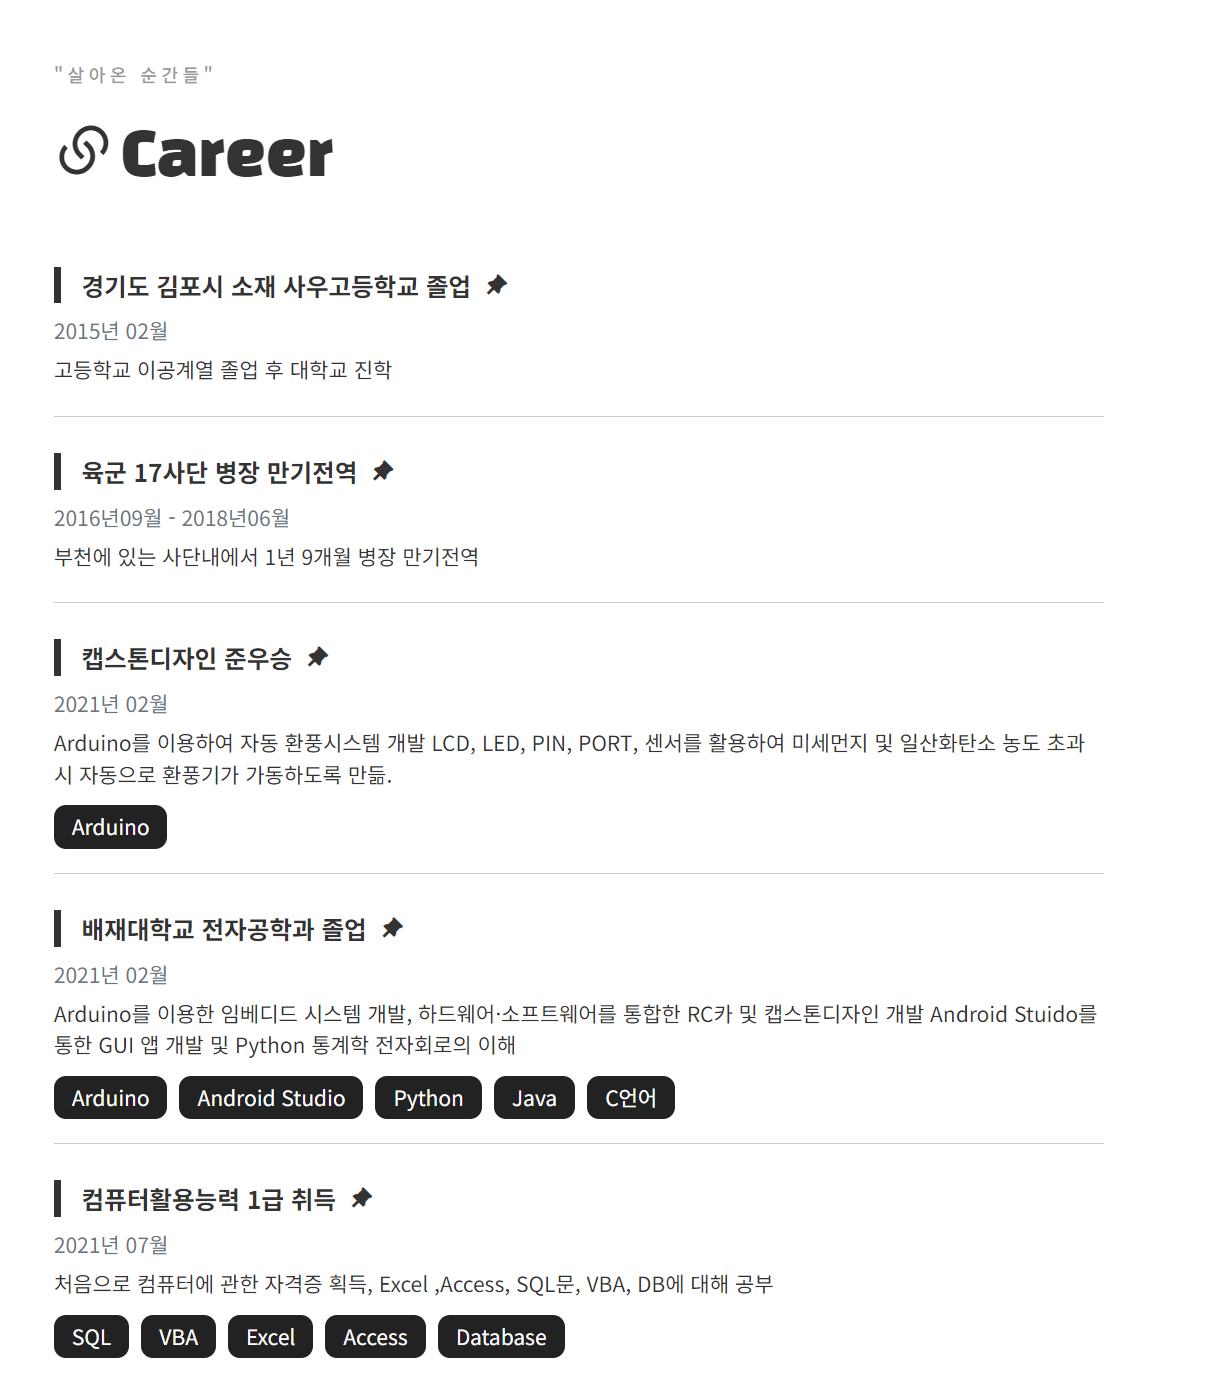 "살아온 순간들"
Career
경기도 김포시 소재 사우고등학교 졸업
2015년 02월
고등학교 이공계열 졸업 후 대학교 진학
육군 17사단 병장 만기전역
2016년09월 - 2018년06월
부천에 있는 사단내에서 1년 9개월 병장 만기전역
캡스톤디자인 준우승
2021년 02월
Arduino를 이용하여 자동 환풍시스템 개발 LCD, LED, PIN, PORT, 센서를 활용하여 미세먼지 및 일산화탄소 농도 초과
시 자동으로 환풍기가 가동하도록 만듦.
Arduino
배재대학교 전자공학과 졸업
2021년 02월
Arduino를 이용한 임베디드 시스템 개발, 하드웨어·소프트웨어를 통합한 RC카 및 캡스톤디자인 개발 Android Stuido를
통한 GUI 앱 개발 및 Python 통계학 전자회로의 이해
Arduino Android Studio Python Java C언어
컴퓨터활용능력 1급 취득
2021년 07월
처음으로 컴퓨터에 관한 자격증 획득, Excel ,Access, SQL문, VBA, DB에 대해 공부
SQL VBA Excel Access Database